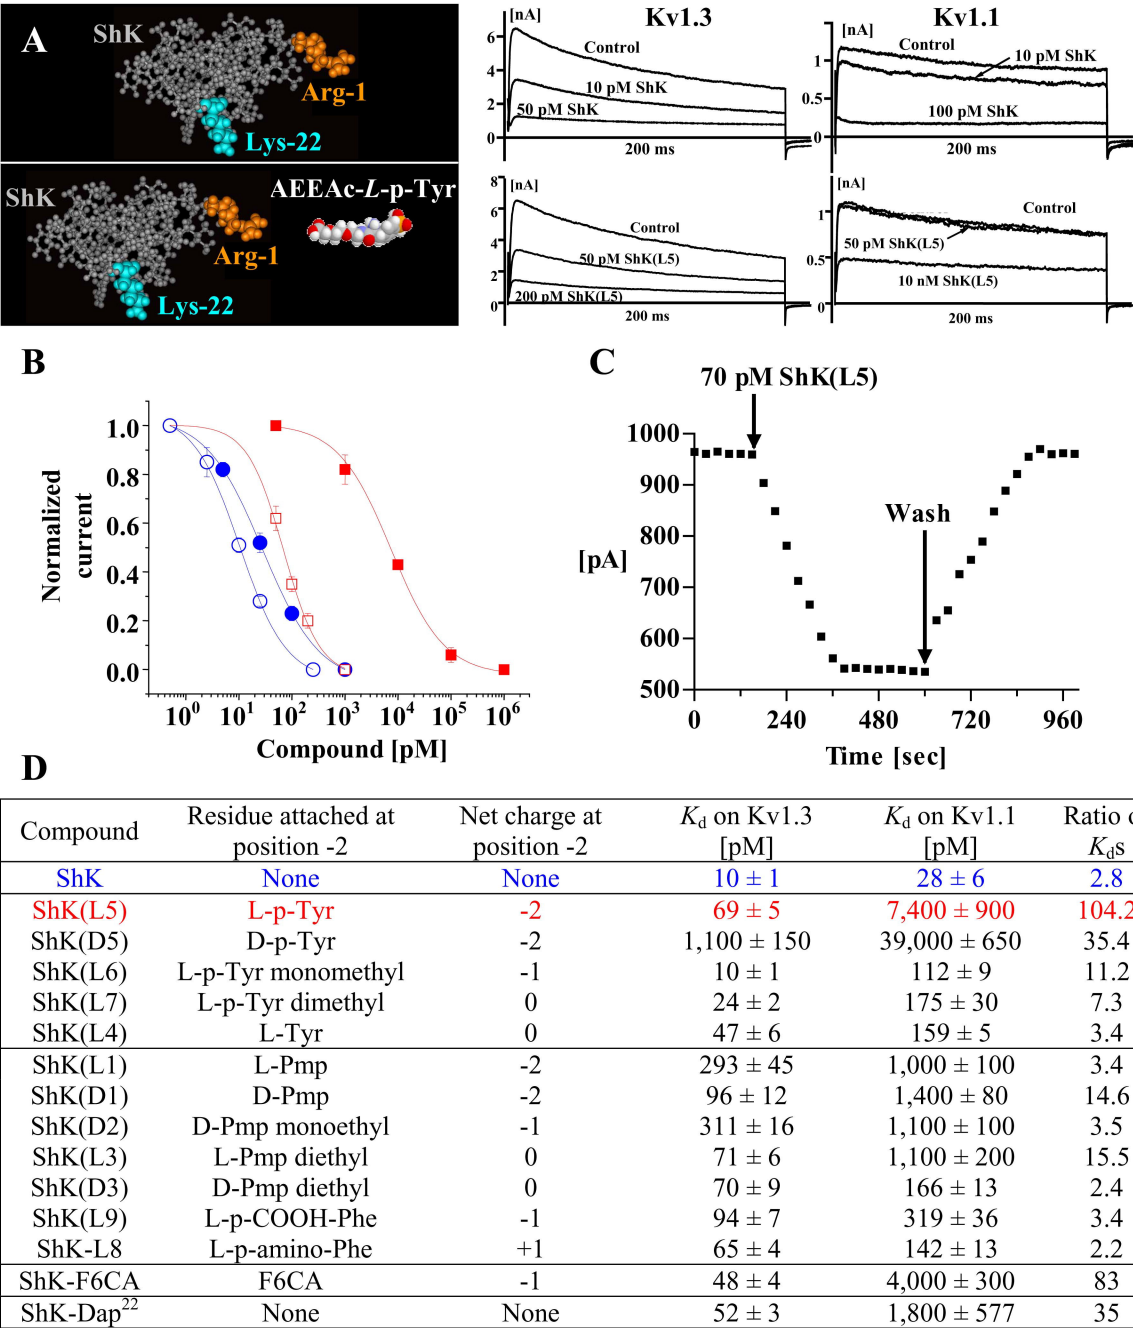 A
ShK
Arg-1
Lys-22
ShK
AEEAc-L-p-Tyr
Arg-1
Lys-22
Kv1.3
[nA]
6
4
2
0
Control
10 pM ShK
50 pM ShK
200 ms
Kv1.1
[nA]
1
0.5
0
Control
10 pM ShK
100 pM ShK
200 ms
[nA]
8
6
4
2
0
Control
50 pM ShK(L5)
200 pM ShK(L5)
200 ms
[nA]
1
0.5
0
Control
50 pM ShK(L5)
10 nM ShK(L5)
200 ms
B
Normalized
current
1.0
0.8
0.6
0.4
0.2
0.0
10⁰ 10¹ 10² 10³ 10⁴ 10⁵ 10⁶
Compound [pM]
C
70 pM ShK(L5)
Wash
[pA]
1000
900
800
700
600
500
0 240 480 720 960
Time [sec]
D
Compound Residue attached at position -2 Net charge at position -2 Kd on Kv1.3 [pM] Kd on Kv1.1 [pM] Ratio o Kds
ShK None None 10 ± 1 28 ± 6 2.8
ShK(L5) L-p-Tyr -2 69 ± 5 7,400 ± 900 104.2
ShK(D5) D-p-Tyr -2 1,100 ± 150 39,000 ± 650 35.4
ShK(L6) L-p-Tyr monomethyl -1 10 ± 1 112 ± 9 11.2
ShK(L7) L-p-Tyr dimethyl 0 24 ± 2 175 ± 30 7.3
ShK(L4) L-Tyr 0 47 ± 6 159 ± 5 3.4
ShK(L1) L-Pmp -2 293 ± 45 1,000 ± 100 3.4
ShK(D1) D-Pmp -2 96 ± 12 1,400 ± 80 14.6
ShK(D2) D-Pmp monoethyl -1 311 ± 16 1,100 ± 100 3.5
ShK(L3) L-Pmp diethyl 0 71 ± 6 1,100 ± 200 15.5
ShK(D3) D-Pmp diethyl 0 70 ± 9 166 ± 13 2.4
ShK(L9) L-p-COOH-Phe -1 94 ± 7 319 ± 36 3.4
ShK-L8 L-p-amino-Phe +1 65 ± 4 142 ± 13 2.2
ShK-F6CA F6CA -1 48 ± 4 4,000 ± 300 83
ShK-Dap²² None None 52 ± 3 1,800 ± 577 35